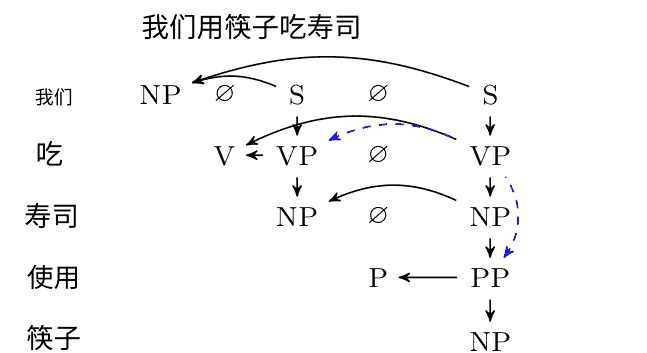 我们用筷子吃寿司
我们 NP ∅ S ∅ S
吃 V VP ∅ VP
寿司 NP ∅ NP
使用 P PP
筷子 NP